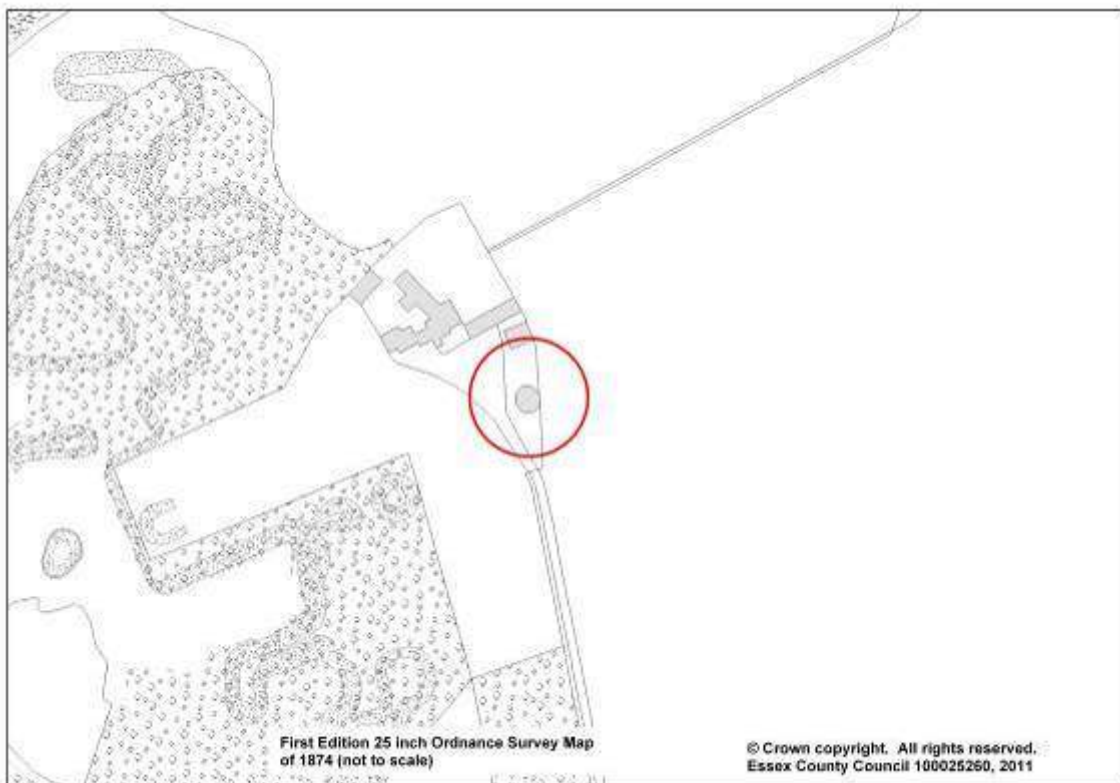 First Edition 25 inch Ordnance Survey Map
of 1874 (not to scale)
© Crown copyright. All rights reserved.
Essex County Council 100025260, 2011